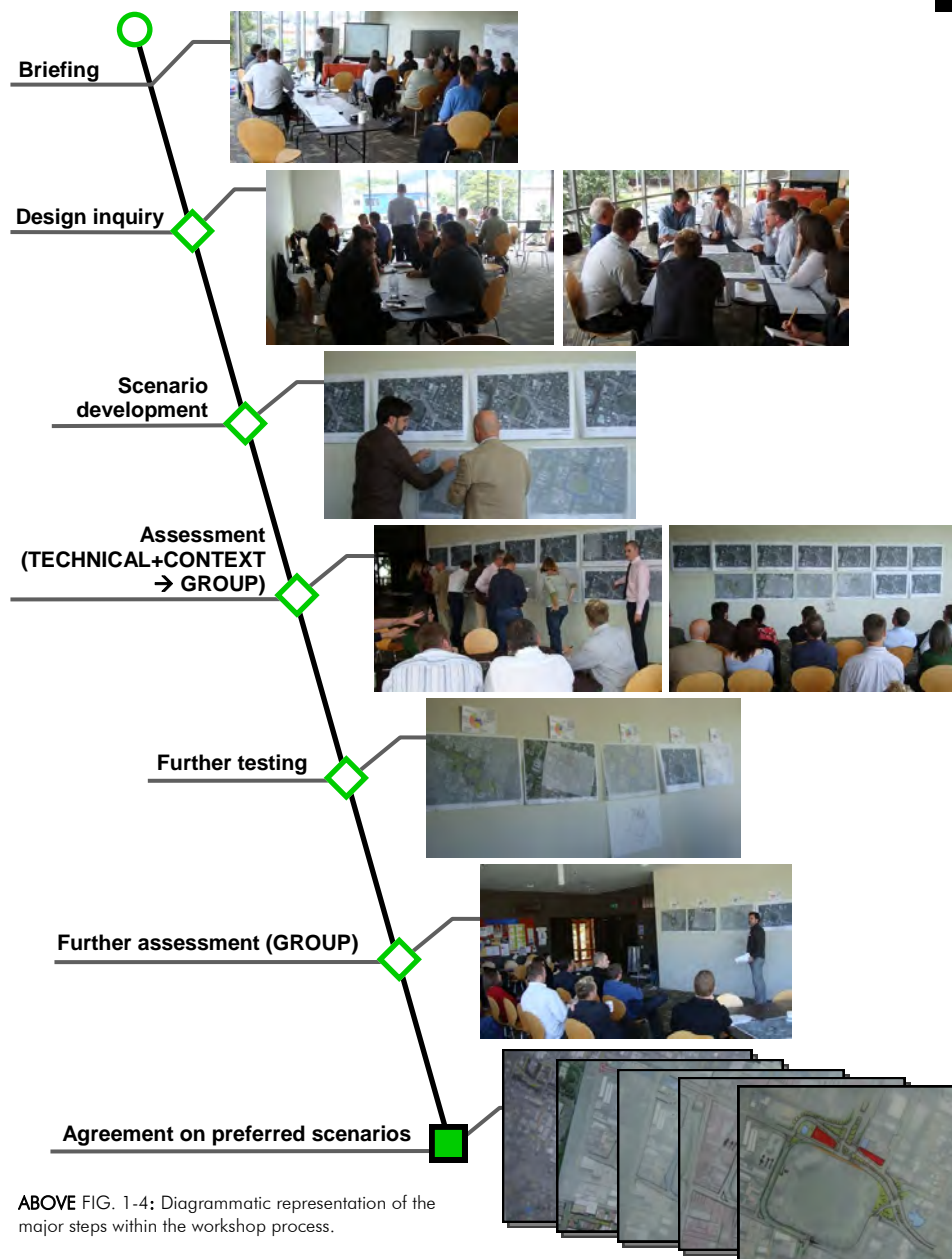 Briefing
Design inquiry
Scenario
development
Assessment
(TECHNICAL+CONTEXT
→ GROUP)
Further testing
Further assessment (GROUP)
Agreement on preferred scenarios
ABOVE FIG. 1-4: Diagrammatic representation of the
major steps within the workshop process.